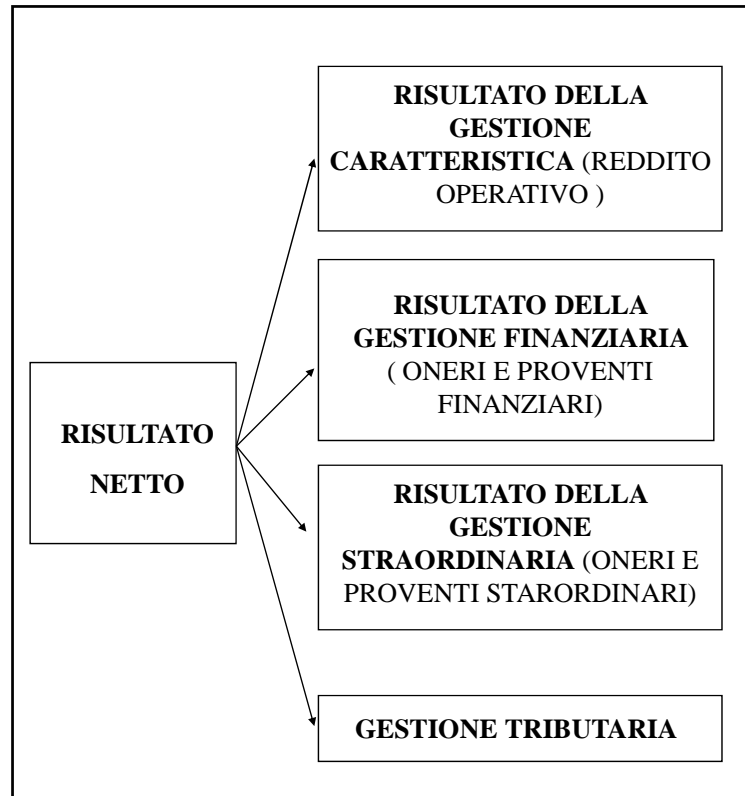 RISULTATO DELLA
GESTIONE
CARATTERISTICA (REDDITO
OPERATIVO )
RISULTATO DELLA
GESTIONE FINANZIARIA
( ONERI E PROVENTI
FINANZIARI)
RISULTATO
NETTO
RISULTATO DELLA
GESTIONE
STRAORDINARIA (ONERI E
PROVENTI STARORDINARI)
GESTIONE TRIBUTARIA